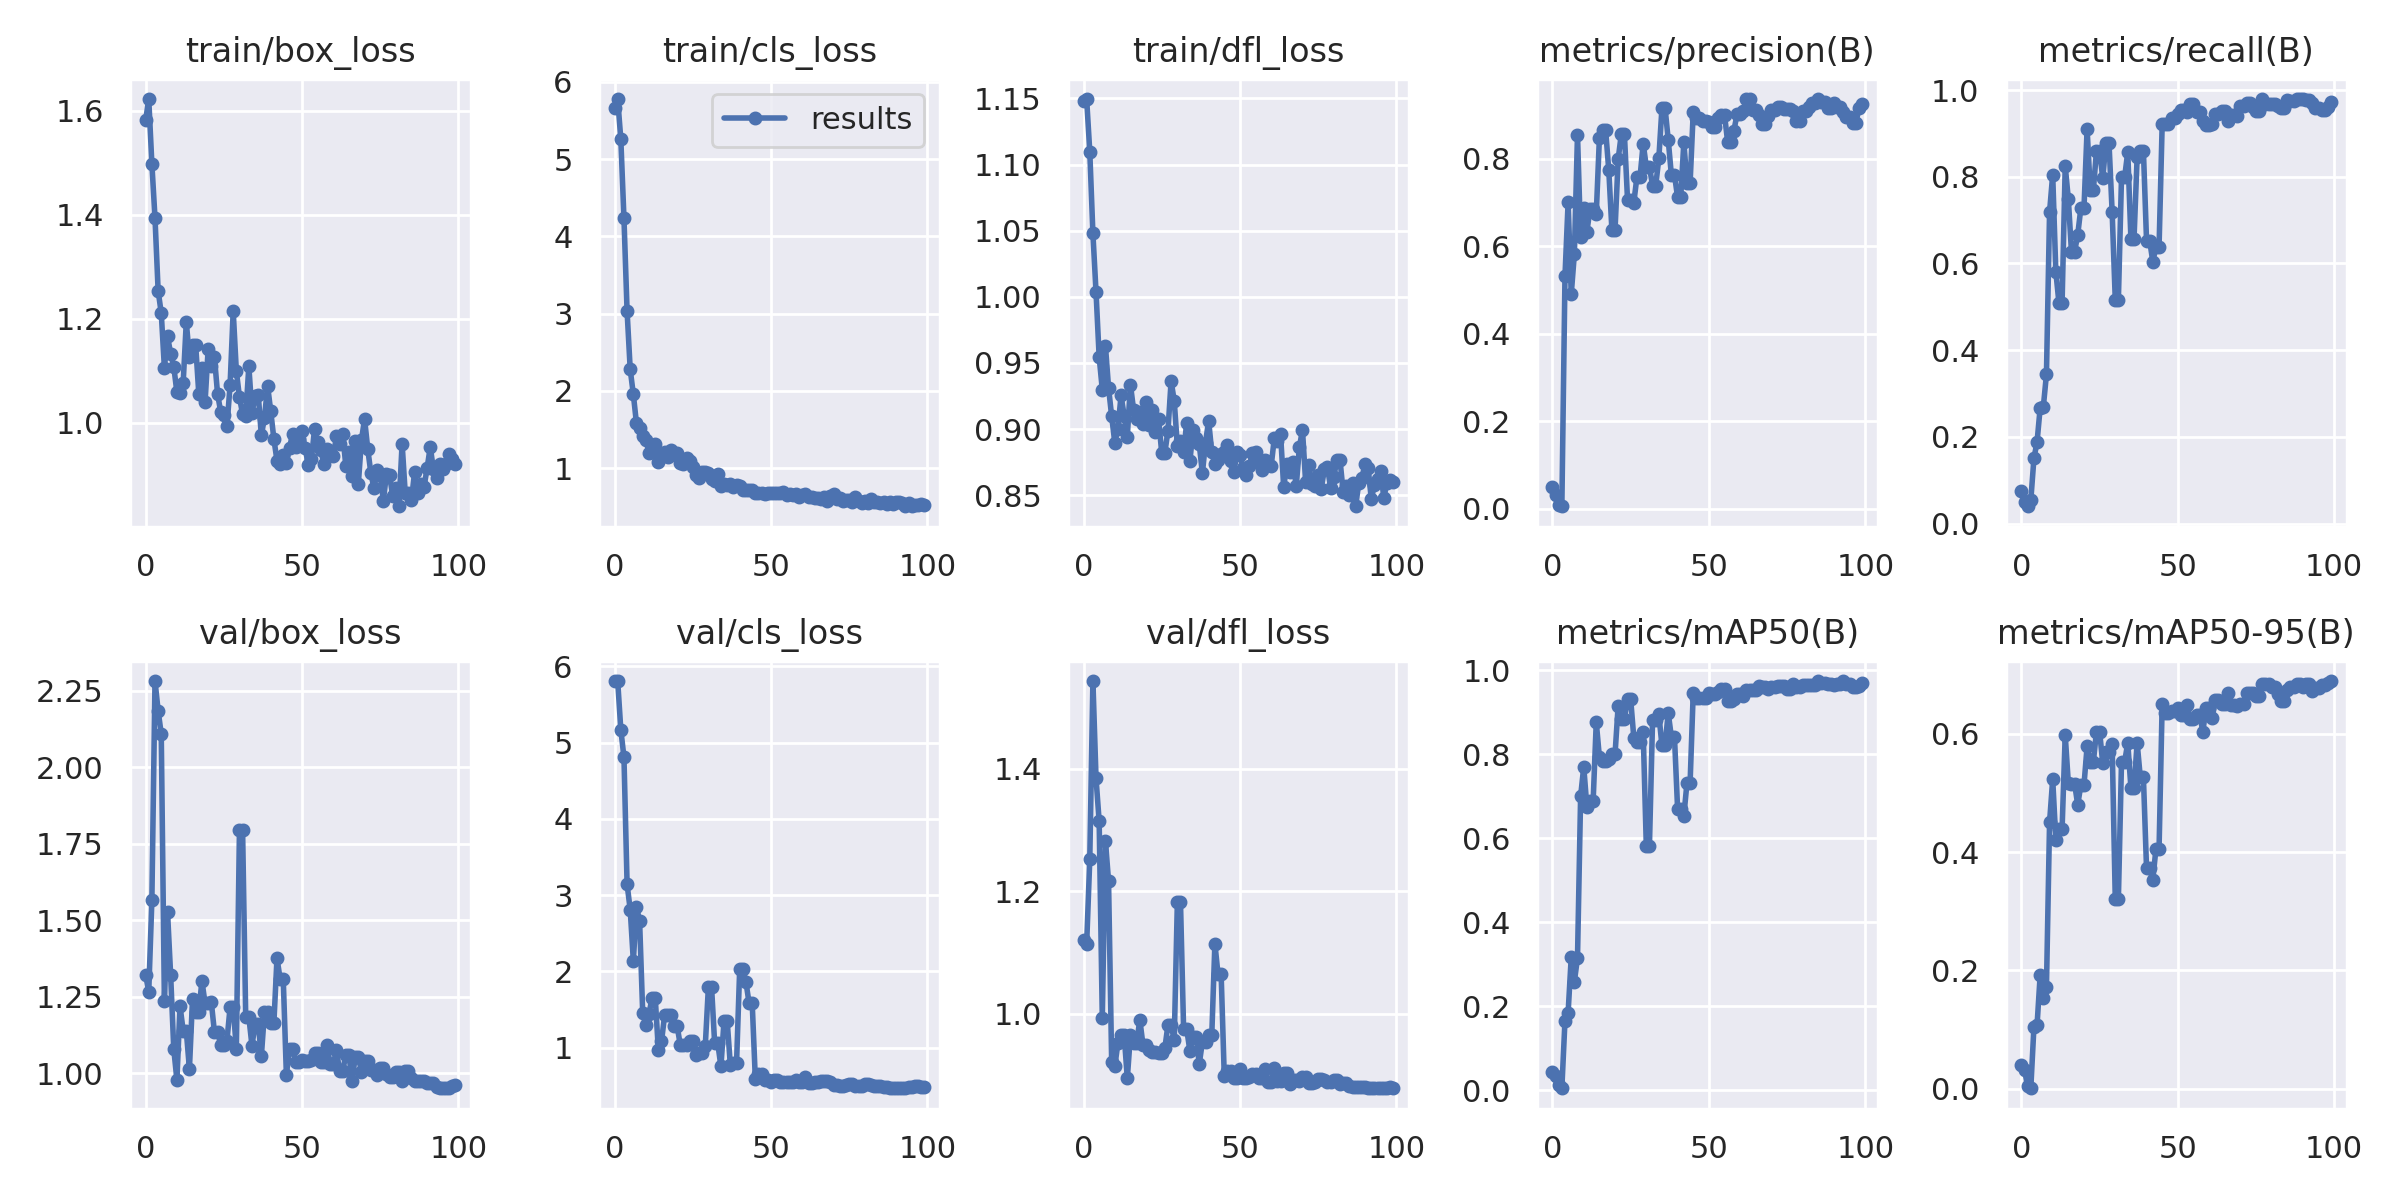 train/box_loss
1.6
1.4
1.2
1.0
0 50 100
train/cls_loss
results
6
5
4
3
2
1
0 50 100
train/dfl_loss
1.15
1.10
1.05
1.00
0.95
0.90
0.85
0 50 100
metrics/precision(B)
0.8
0.6
0.4
0.2
0.0
0 50 100
metrics/recall(B)
1.0
0.8
0.6
0.4
0.2
0.0
0 50 100
val/box_loss
2.25
2.00
1.75
1.50
1.25
1.00
0 50 100
val/cls_loss
6
5
4
3
2
1
0 50 100
val/dfl_loss
1.4
1.2
1.0
0 50 100
metrics/mAP50(B)
1.0
0.8
0.6
0.4
0.2
0.0
0 50 100
metrics/mAP50-95(B)
0.6
0.4
0.2
0.0
0 50 100